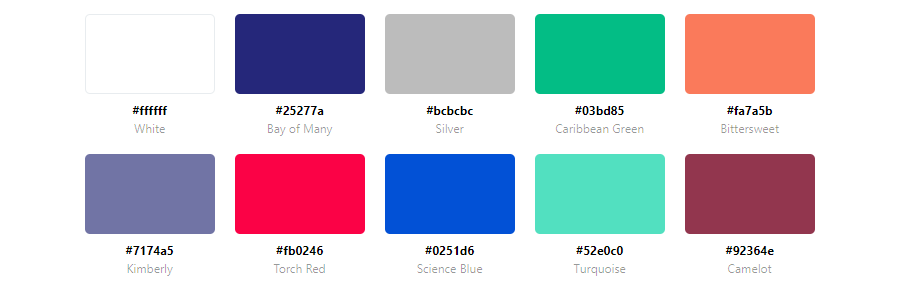 #ffffff #25277a #bcbcbc #03bd85 #fa7a5b
White Bay of Many Silver Caribbean Green Bittersweet
#7174a5 #fb0246 #0251d6 #52e0c0 #92364e
Kimberly Torch Red Science Blue Turquoise Camelot